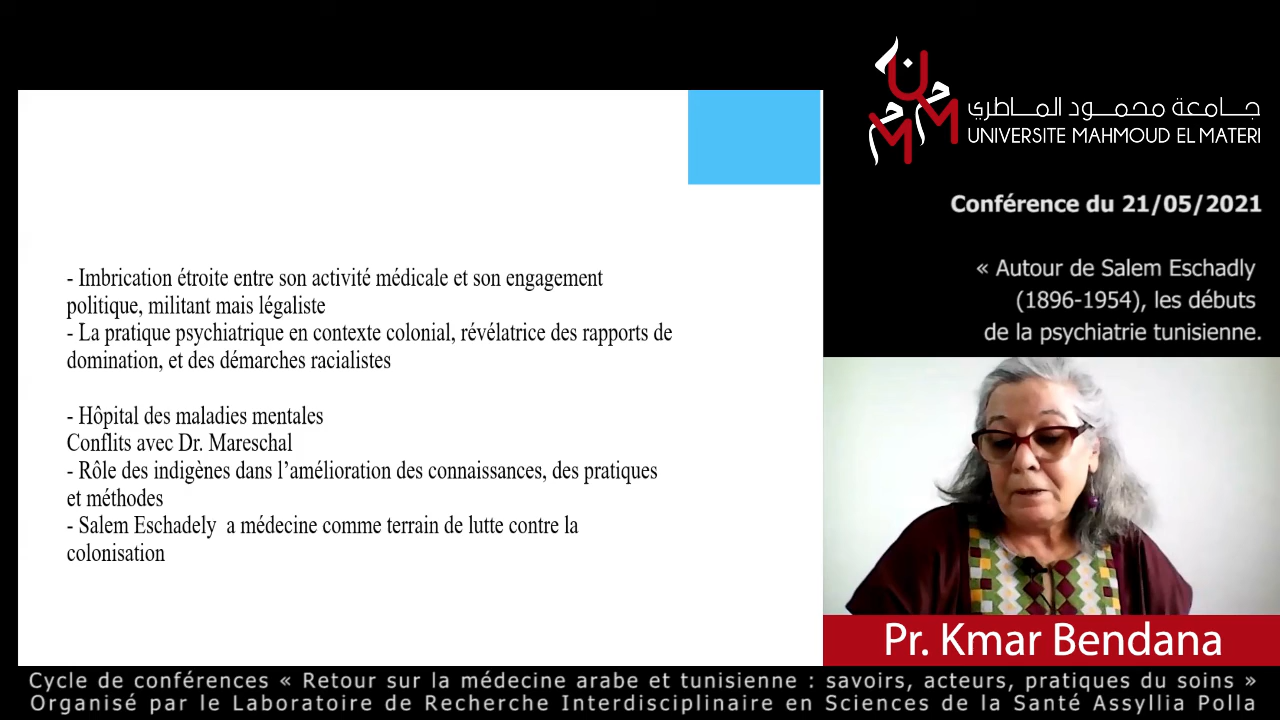 - Imbrication étroite entre son activité médicale et son engagement
politique, militant mais légaliste
- La pratique psychiatrique en contexte colonial, révélatrice des rapports de
domination, et des démarches racialistes
- Hôpital des maladies mentales
Conflits avec Dr. Mareschal
- Rôle des indigènes dans l’amélioration des connaissances, des pratiques
et méthodes
- Salem Eschadely a médecine comme terrain de lutte contre la
colonisation
جامعة محمود الماطري
UNIVERSITE MAHMOUD EL MATERI
Conférence du 21/05/2021
« Autour de Salem Eschadly
(1896-1954), les débuts
de la psychiatrie tunisienne.
Pr. Kmar Bendana
Cycle de conférences « Retour sur la médecine arabe et tunisienne : savoirs, acteurs, pratiques du soins »
Organisé par le Laboratoire de Recherche Interdisciplinaire en Sciences de la Santé Assyllia Polla